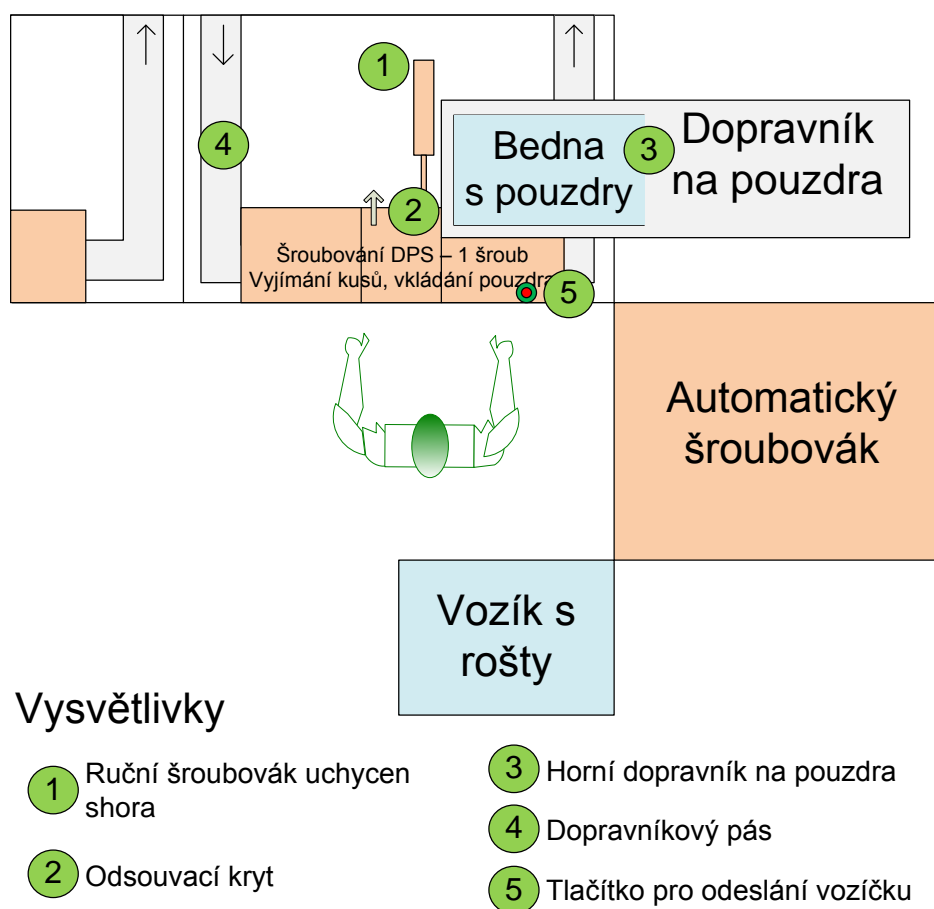 1
4
Bedna
s pouzdry
3
Dopravník
na pouzdra
2
Šroubování DPS – 1 šroub
Vyjímání kusů, vkládání pouzdra
5
Automatický
šroubovák
Vozík s
rošty
Vysvětlivky
1 Ruční šroubovák uchycen
shora
2 Odsouvací kryt
3 Horní dopravník na pouzdra
4 Dopravníkový pás
5 Tlačítko pro odeslání vozíčku